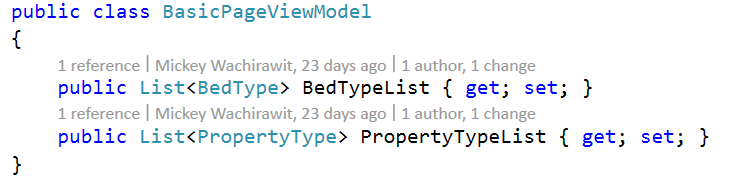 public class BasicPageViewModel
{
1 reference | Mickey Wachirawit, 23 days ago | 1 author, 1 change
public List<BedType> BedTypeList { get; set; }
1 reference | Mickey Wachirawit, 23 days ago | 1 author, 1 change
public List<PropertyType> PropertyTypeList { get; set; }
}